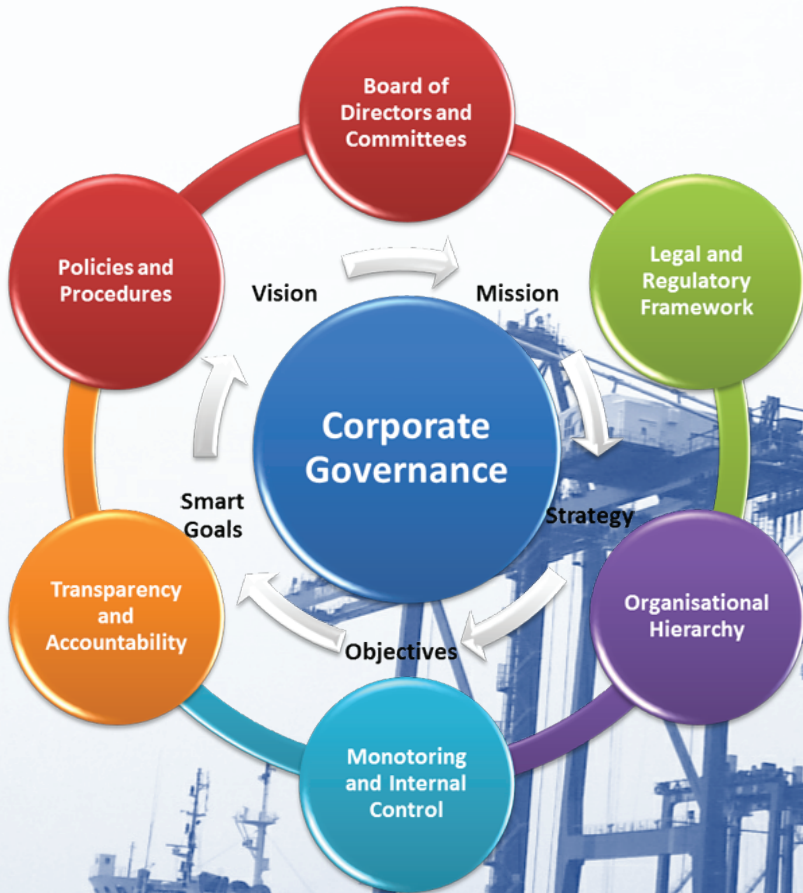 Board of
Directors and
Committees
Policies and
Procedures
Legal and
Regulatory
Framework
Vision
Mission
Corporate
Governance
Smart
Goals
Strategy
Transparency
and
Accountability
Organisational
Hierarchy
Objectives
Monotoring
and Internal
Control